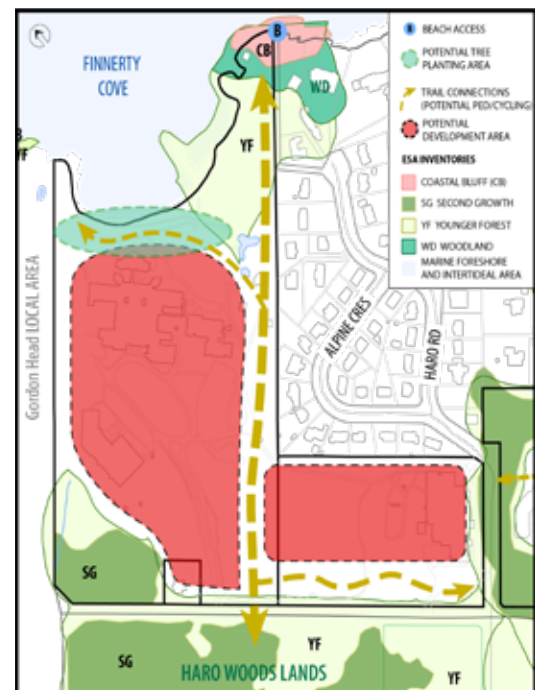 FINNERTY
COVE
B
CB
WD
YF
B
YF
Gordon Head LOCAL AREA
ALPINE CRES
HARO RD
SG
SG
YF
YF
HARO WOODS LANDS
B BEACH ACCESS
POTENTIAL TREE
PLANTING AREA
TRAIL CONNECTIONS
(POTENTIAL PED/CYCLING)
POTENTIAL
DEVELOPMENT AREA
ESA INVENTORIES
COASTAL BLUFF (CB)
SG SECOND GROWTH
YF YOUNGER FOREST
WD WOODLAND
MARINE FORESHORE
AND INTERTIDEAL AREA